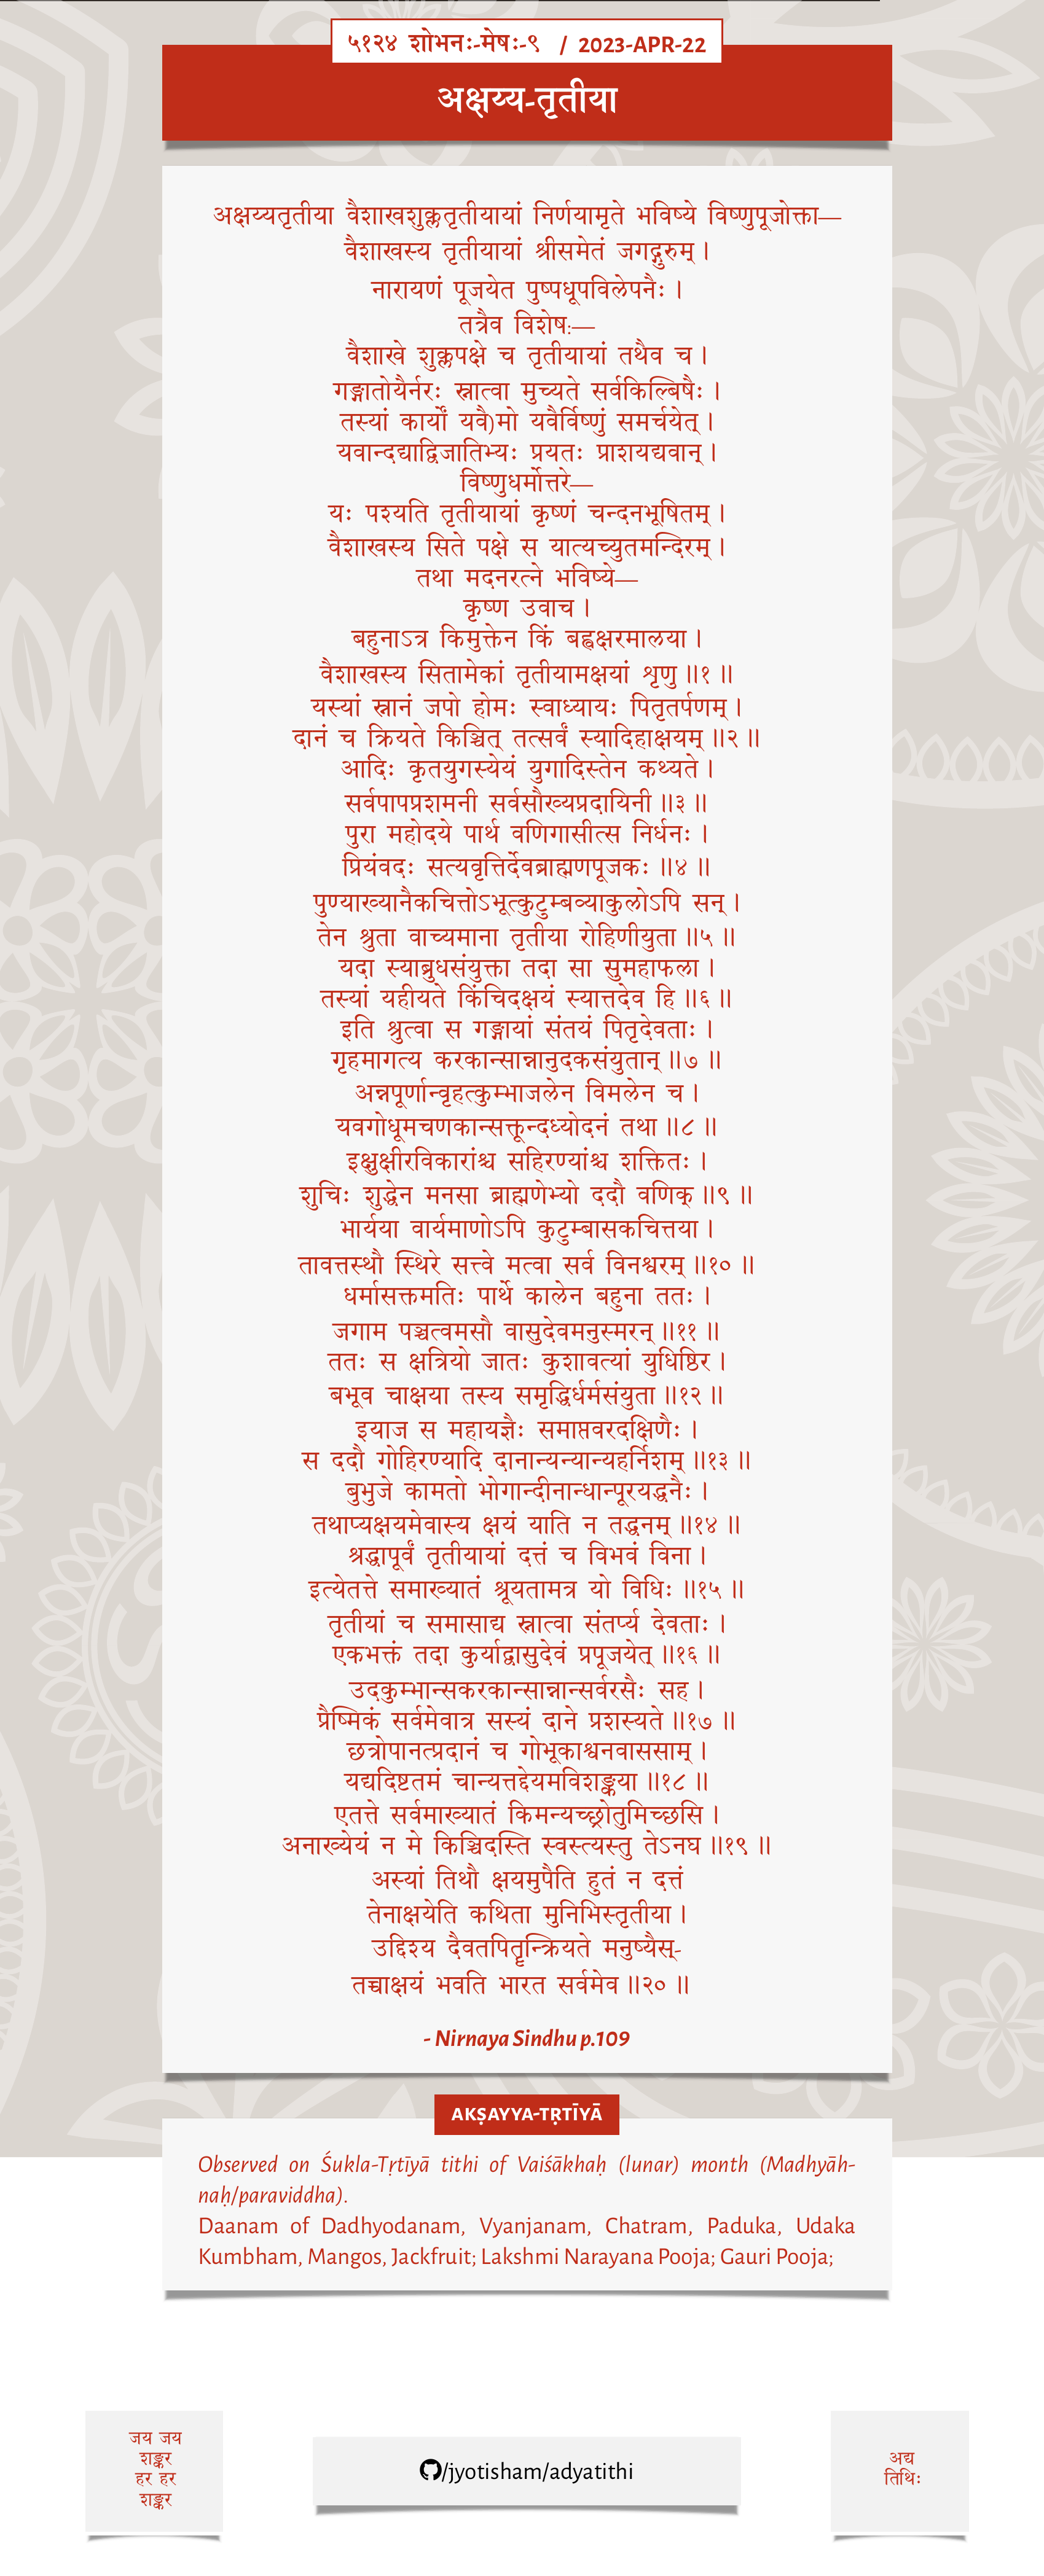 ५१२४ शोभनः-मेषः-९ / 2023-APR-22
अक्षय्य-तृतीया
अक्षय्यतृतीया वैशाखशुक्लतृतीयायां निर्णयामृते भविष्ये विष्णुपूजोक्ता—
वैशाखस्य तृतीयायां श्रीसमेतं जगद्गुरुम् ।
नारायणं पूजयेत पुष्पधूपविलेपनैः ।
तत्रैव विशेष:—
वैशाखे शुक्लपक्षे च तृतीयायां तथैव च ।
गङ्गातोयैर्नरः स्नात्वा मुच्यते सर्वकिल्बिषैः ।
तस्यां कार्यों यवै)मो यवैर्विष्णुं समर्चयेत् ।
यवान्दद्याद्विजातिभ्यः प्रयतः प्राशयद्यवान् ।
विष्णुधर्मोत्तरे—
यः पश्यति तृतीयायां कृष्णं चन्दनभूषितम् ।
वैशाखस्य सिते पक्षे स यात्यच्युतमन्दिरम् ।
तथा मदनरत्ने भविष्ये—
कृष्ण उवाच ।
बहुनाऽत्र किमुक्तेन किं बह्वक्षरमालया ।
वैशाखस्य सितामेकां तृतीयामक्षयां शृणु ॥१ ॥
यस्यां स्नानं जपो होमः स्वाध्यायः पितृतर्पणम् ।
दानं च क्रियते किञ्चित् तत्सर्वं स्यादिहाक्षयम् ॥२ ॥
आदिः कृतयुगस्येयं युगादिस्तेन कथ्यते ।
सर्वपापप्रशमनी सर्वसौख्यप्रदायिनी ॥३ ॥
पुरा महोदये पार्थ वणिगासीत्स निर्धनः ।
प्रियंवदः सत्यवृत्तिर्देवब्राह्मणपूजकः ॥४ ॥
पुण्याख्यानैकचित्तोऽभूत्कुटुम्बव्याकुलोऽपि सन् ।
तेन श्रुता वाच्यमाना तृतीया रोहिणीयुता ॥५ ॥
यदा स्याब्रुधसंयुक्ता तदा सा सुमहाफला ।
तस्यां यहीयते किंचिदक्षयं स्यात्तदेव हि ॥६ ॥
इति श्रुत्वा स गङ्गायां संतयं पितृदेवताः ।
गृहमागत्य करकान्सान्नानुदकसंयुतान् ॥७ ॥
अन्नपूर्णान्वृहत्कुम्भाजलेन विमलेन च ।
यवगोधूमचणकान्सक्तून्दध्योदनं तथा ॥८ ॥
इक्षुक्षीरविकारांश्च सहिरण्यांश्च शक्तितः ।
शुचिः शुद्धेन मनसा ब्राह्मणेभ्यो ददौ वणिक् ॥९ ॥
भार्यया वार्यमाणोऽपि कुटुम्बासकचित्तया ।
तावत्तस्थौ स्थिरे सत्त्वे मत्वा सर्व विनश्वरम् ॥१० ॥
धर्मासक्तमतिः पार्थे कालेन बहुना ततः ।
जगाम पञ्चत्वमसौ वासुदेवमनुस्मरन् ॥११ ॥
ततः स क्षत्रियो जातः कुशावत्यां युधिष्ठिर ।
बभूव चाक्षया तस्य समृद्धिर्धर्मसंयुता ॥१२ ॥
इयाज स महायज्ञैः समाप्तवरदक्षिणैः ।
स ददौ गोहिरण्यादि दानान्यन्यान्यहर्निशम् ॥१३ ॥
बुभुजे कामतो भोगान्दीनान्धान्पूरयद्धनैः ।
तथाप्यक्षयमेवास्य क्षयं याति न तद्धनम् ॥१४ ॥
श्रद्धापूर्वं तृतीयायां दत्तं च विभवं विना ।
इत्येतत्ते समाख्यातं श्रूयतामत्र यो विधिः ॥१५ ॥
तृतीयां च समासाद्य स्नात्वा संतर्प्य देवताः ।
एकभक्तं तदा कुर्याद्वासुदेवं प्रपूजयेत् ॥१६ ॥
उदकुम्भान्सकरकान्सान्नान्सर्वरसैः सह ।
प्रैष्मिकं सर्वमेवात्र सस्यं दाने प्रशस्यते ॥१७ ॥
छत्रोपानत्प्रदानं च गोभूकाश्वनवाससाम् ।
यद्यदिष्टतमं चान्यत्तद्देयमविशङ्कया ॥१८ ॥
एतत्ते सर्वमाख्यातं किमन्यच्छ्रोतुमिच्छसि ।
अनाख्येयं न मे किञ्चिदस्ति स्वस्त्यस्तु तेऽनघ ॥१९ ॥
अस्यां तिथौ क्षयमुपैति हुतं न दत्तं
तेनाक्षयेति कथिता मुनिभिस्तृतीया ।
उद्दिश्य दैवतपितॄन्क्रियते मनुष्यैस्-
तच्चाक्षयं भवति भारत सर्वमेव ॥२० ॥
- Nirnaya Sindhu p.109
AKṢAYYA-TṚTĪYĀ
Observed on Śukla-Tṛtīyā tithi of Vaiśākhaḥ (lunar) month (Madhyāh-
naḥ/paraviddha).
Daanam of Dadhyodanam, Vyanjanam, Chatram, Paduka, Udaka
Kumbham, Mangos, Jackfruit; Lakshmi Narayana Pooja; Gauri Pooja;
जय जय
शङ्कर
हर हर
शङ्कर
/jyotisham/adyatithi
अद्य
तिथिः